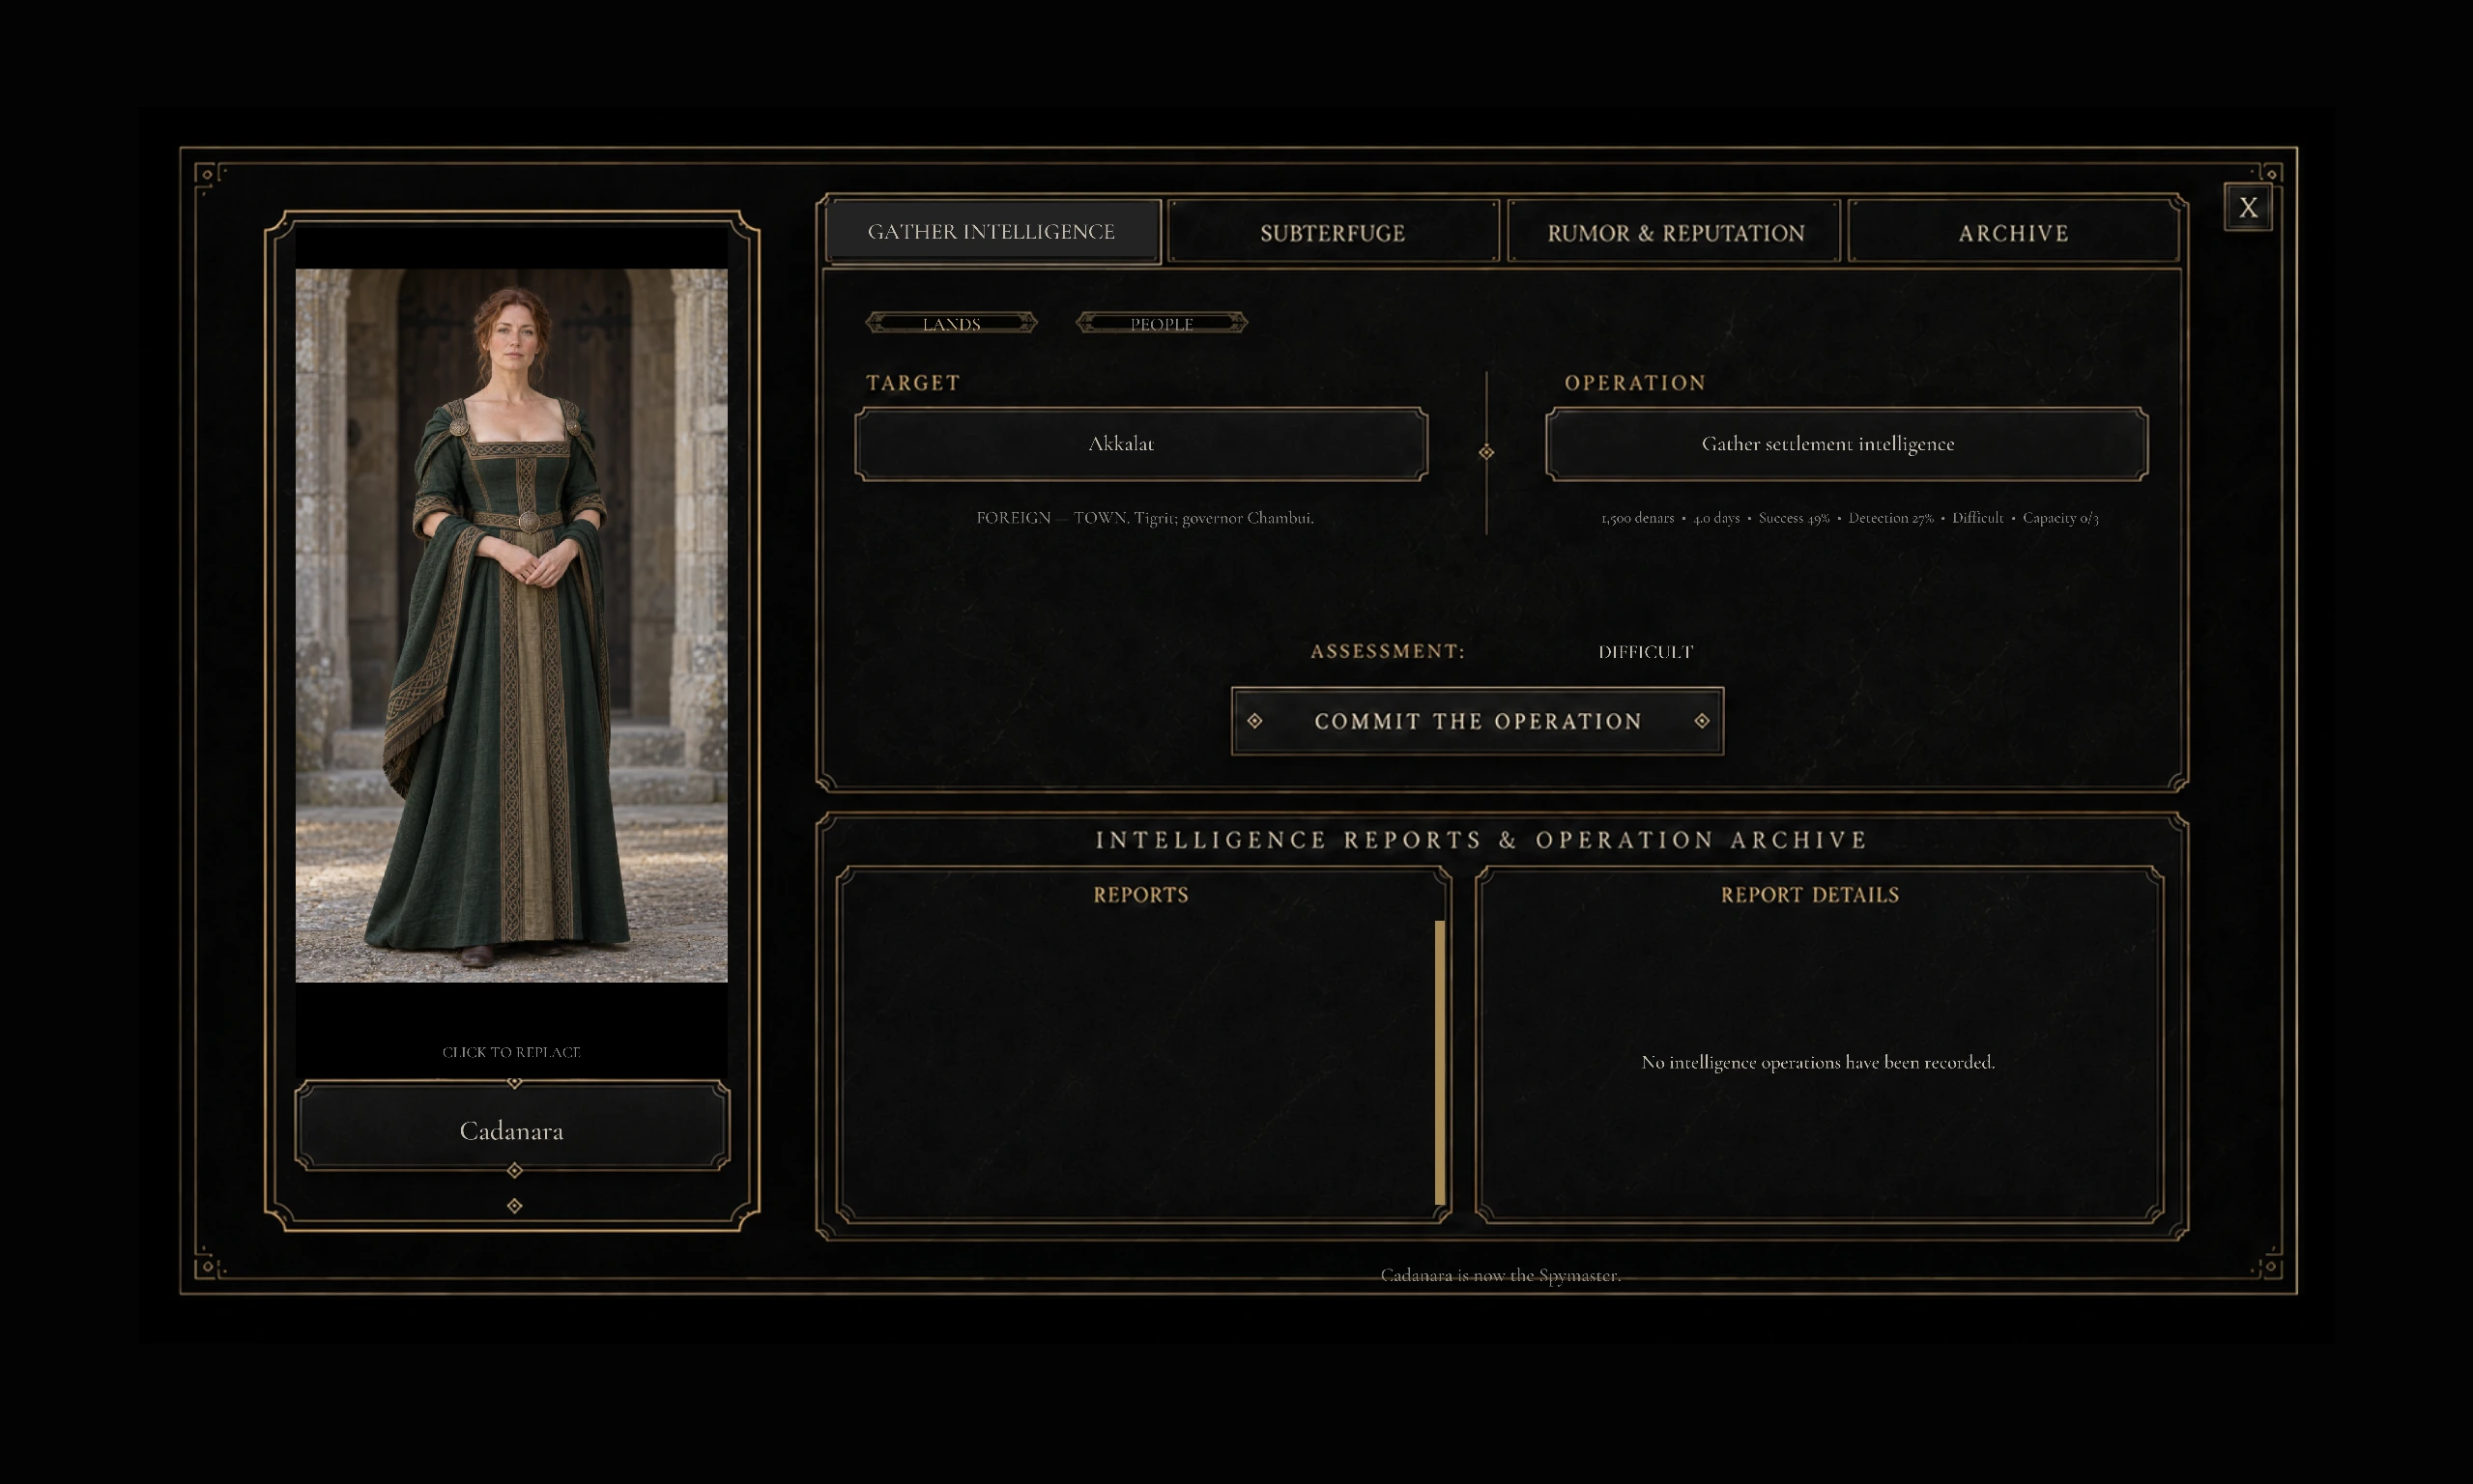 GATHER INTELLIGENCE
SUBTERFUGE
RUMOR & REPUTATION
ARCHIVE
X
LANDS
PEOPLE
TARGET
OPERATION
Akkalat
Gather settlement intelligence
FOREIGN — TOWN. Tigrit; governor Chambui.
1,500 denars • 4.0 days • Success 49% • Detection 27% • Difficult • Capacity 0/3
ASSESSMENT:
DIFFICULT
COMMIT THE OPERATION
INTELLIGENCE REPORTS & OPERATION ARCHIVE
REPORTS
REPORT DETAILS
No intelligence operations have been recorded.
CLICK TO REPLACE
Cadanara
Cadanara is now the Spymaster.